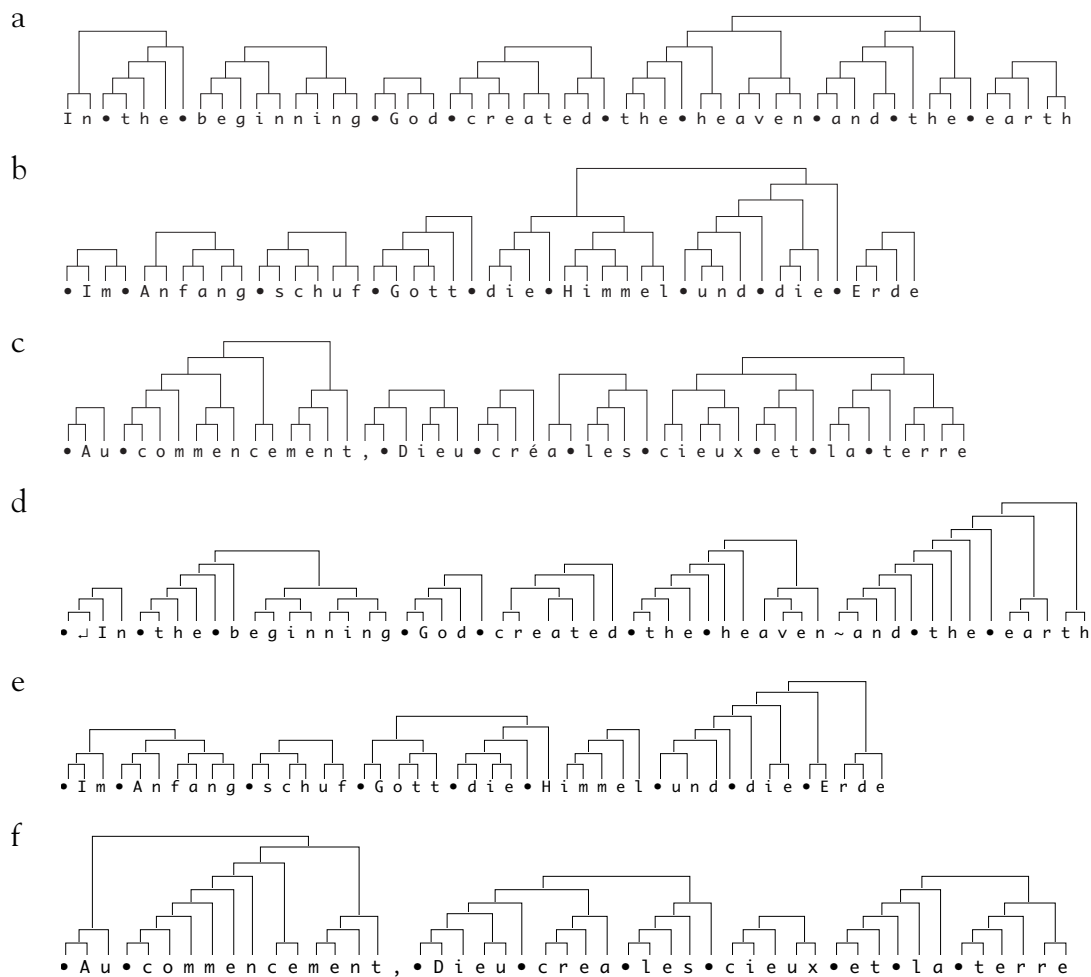 a
In•the•beginning•God•created•the•heaven•and•the•earth
b
•Im•Anfang•schuf•Gott•die•Himmel•und•die•Erde
c
•Au•commencement,•Dieu•créa•les•cieux•et•la•terre
d
•↵In•the•beginning•God•created•the•heaven~and•the•earth
e
•Im•Anfang•schuf•Gott•die•Himmel•und•die•Erde
f
•Au•commencement,•Dieu•crea•les•cieux•et•la•terre